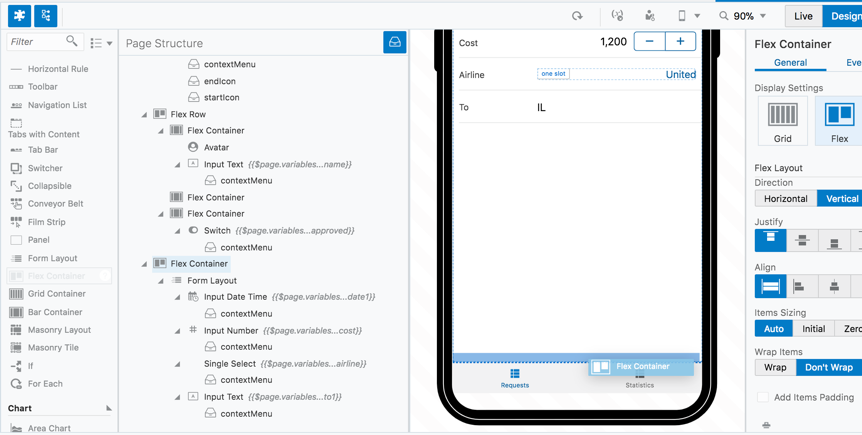 90%
Live
Design
Filter
Page Structure
Flex Container
General
Eve
Horizontal Rule
Toolbar
Navigation List
Tabs with Content
Tab Bar
Switcher
Collapsible
Conveyor Belt
Film Strip
Panel
Form Layout
Flex Container
Grid Container
Bar Container
Masonry Layout
Masonry Tile
If
For Each
Chart
Area Chart
contextMenu
endIcon
startIcon
Flex Row
Flex Container
Avatar
Input Text {{$page.variables...name}}
contextMenu
Flex Container
Flex Container
Switch {{$page.variables...approved}}
contextMenu
Flex Container
Form Layout
Input Date Time {{$page.variables...date1}}
contextMenu
Input Number {{$page.variables...cost}}
contextMenu
Single Select {{$page.variables...airline}}
contextMenu
Input Text {{$page.variables...to1}}
contextMenu
Cost 1,200
Airline one slot United
To IL
Flex Container
Requests
Statistics
Display Settings
Grid
Flex
Flex Layout
Direction
Horizontal
Vertical
Justify
Align
Items Sizing
Auto
Initial
Zero
Wrap Items
Wrap
Don't Wrap
Add Items Padding